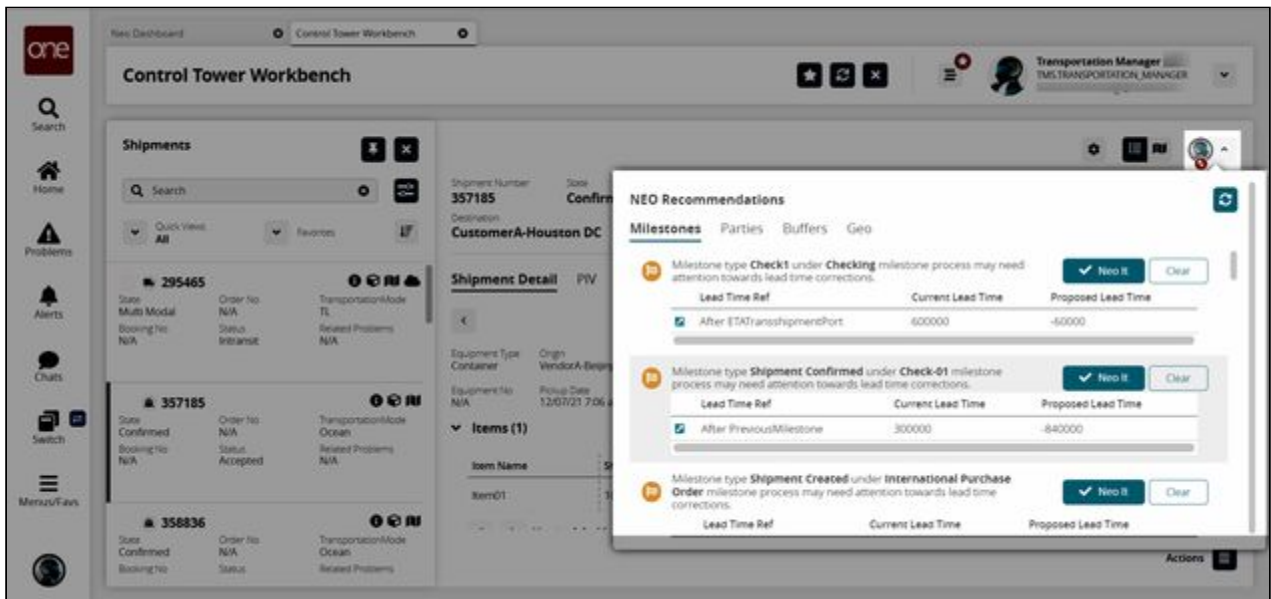 one
Search
Home
Problems
Alerts
Chats
Switch
Menus/Favs
Neo Dashboard
Control Tower Workbench
Control Tower Workbench
Transportation Manager
TMS.TRANSPORTATION_MANAGER
Shipments
Search
Quick Views
All
Favorites
295465
State Order No TransportationMode
Multi Modal N/A TL
Booking No Status Related Problems
N/A Intransit N/A
357185
State Order No TransportationMode
Confirmed N/A Ocean
Booking No Status Related Problems
N/A Accepted N/A
358836
State Order No TransportationMode
Confirmed N/A Ocean
Booking No Status Related Problems
Shipment Number State
357185 Confirm
Destination
CustomerA-Houston DC
Shipment Detail PIV
Equipment Type Origin
Container VendorA-Beijing
Equipment No Pickup Date
N/A 12/07/21 7:06 a
Items (1)
Item Name
Item01
NEO Recommendations
Milestones Parties Buffers Geo
Milestone type Check1 under Checking milestone process may need
attention towards lead time corrections.
Neo It Clear
Lead Time Ref Current Lead Time Proposed Lead Time
After ETATransshipmentPort 600000 -60000
Milestone type Shipment Confirmed under Check-01 milestone
process may need attention towards lead time corrections.
Neo It Clear
Lead Time Ref Current Lead Time Proposed Lead Time
After PreviousMilestone 300000 -840000
Milestone type Shipment Created under International Purchase
Order milestone process may need attention towards lead time
corrections.
Neo It Clear
Lead Time Ref Current Lead Time Proposed Lead Time
Actions